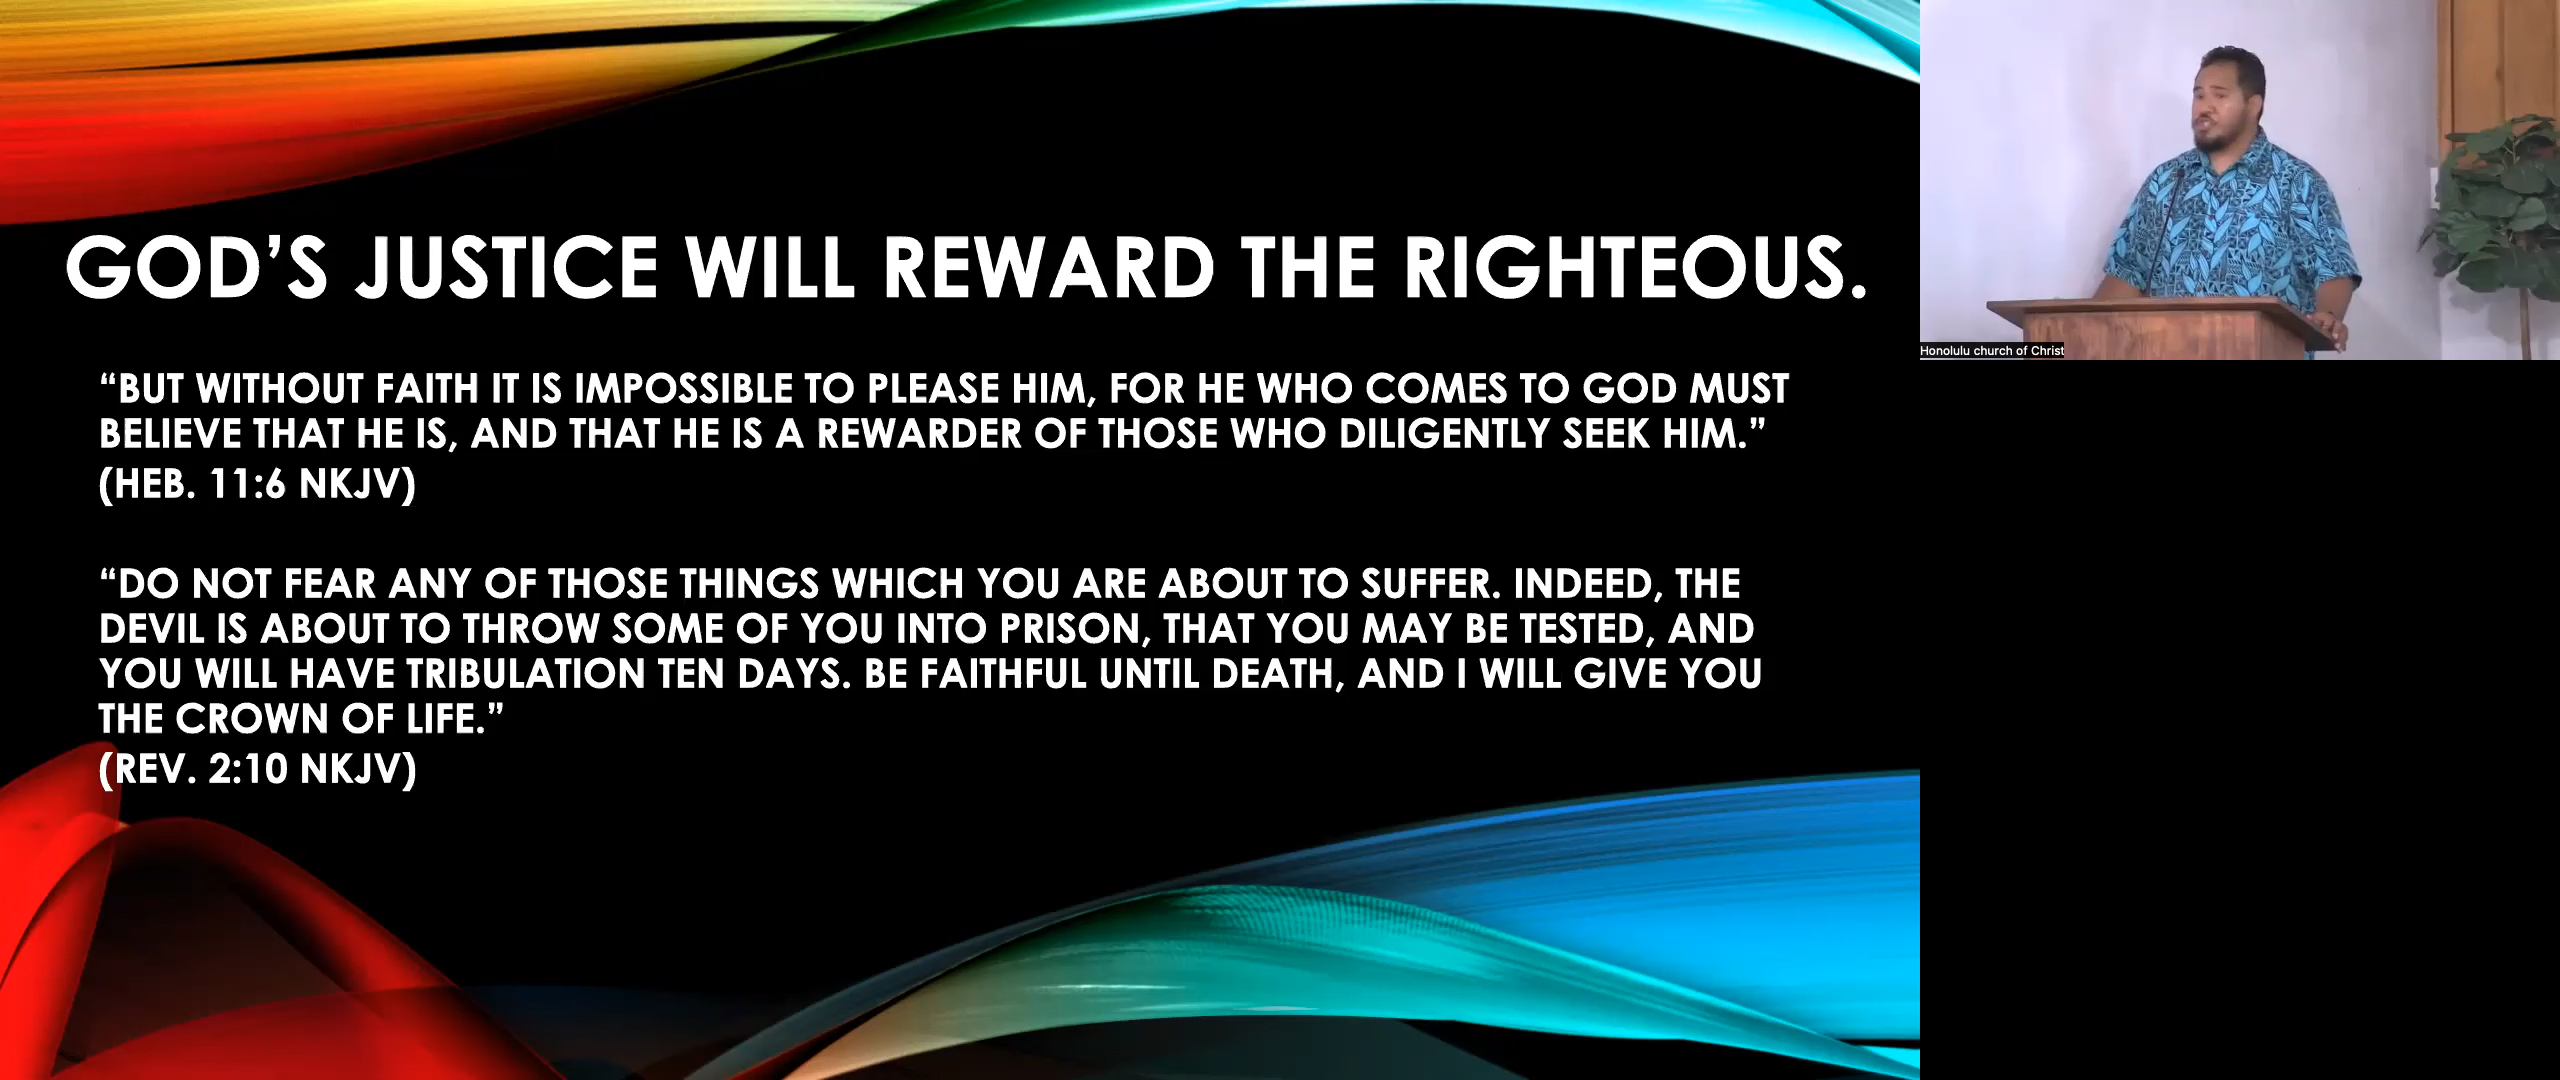 GOD’S JUSTICE WILL REWARD THE RIGHTEOUS.
“BUT WITHOUT FAITH IT IS IMPOSSIBLE TO PLEASE HIM, FOR HE WHO COMES TO GOD MUST
BELIEVE THAT HE IS, AND THAT HE IS A REWARDER OF THOSE WHO DILIGENTLY SEEK HIM.”
(HEB. 11:6 NKJV)
“DO NOT FEAR ANY OF THOSE THINGS WHICH YOU ARE ABOUT TO SUFFER. INDEED, THE
DEVIL IS ABOUT TO THROW SOME OF YOU INTO PRISON, THAT YOU MAY BE TESTED, AND
YOU WILL HAVE TRIBULATION TEN DAYS. BE FAITHFUL UNTIL DEATH, AND I WILL GIVE YOU
THE CROWN OF LIFE.”
(REV. 2:10 NKJV)
Honolulu church of Christ